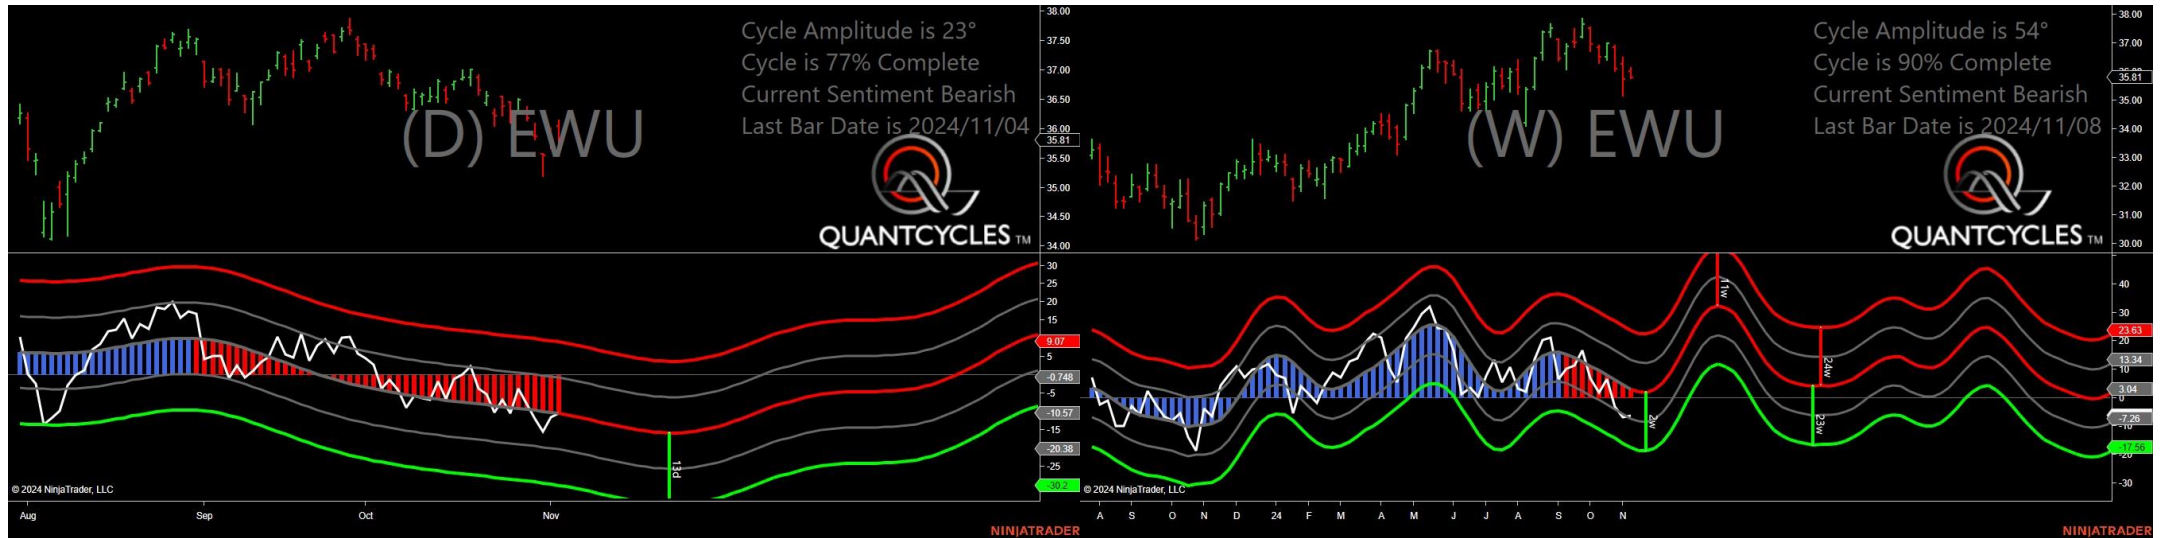 Cycle Amplitude is 23°
Cycle is 77% Complete
Current Sentiment Bearish
Last Bar Date is 2024/11/04
(D) EWU
QUANTCYCLES TM
38.00
37.50
37.00
36.50
36.00
35.81
35.50
35.00
34.50
34.00
30
25
20
15
9.07
5
-0.748
-5
-10.57
-15
-20.38
-25
-30.2
13d
© 2024 NinjaTrader, LLC
Aug Sep Oct Nov
NINJATRADER
Cycle Amplitude is 54°
Cycle is 90% Complete
Current Sentiment Bearish
Last Bar Date is 2024/11/08
(W) EWU
QUANTCYCLES TM
38.00
37.00
35.81
35.00
34.00
33.00
32.00
31.00
30.00
40
30
23.63
20
13.34
3.04
0
-7.26
-17.56
-30
11w
24w
23w
© 2024 NinjaTrader, LLC
A S O N D 24 F M A M J J A S O N
NINJATRADER